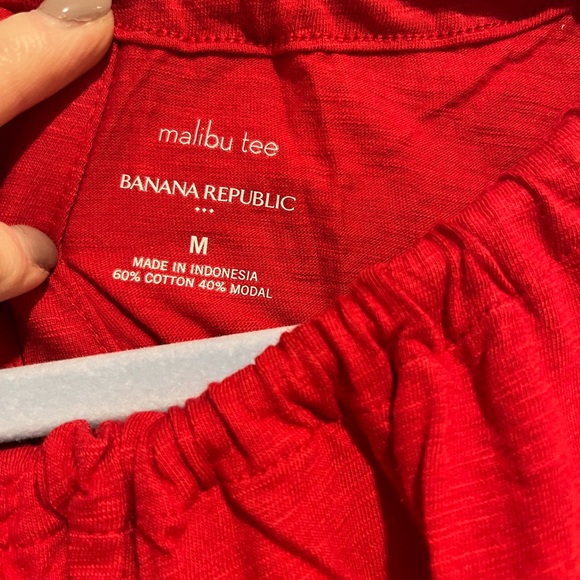 malibu tee
BANANA REPUBLIC
M
MADE IN INDONESIA
60% COTTON 40% MODAL